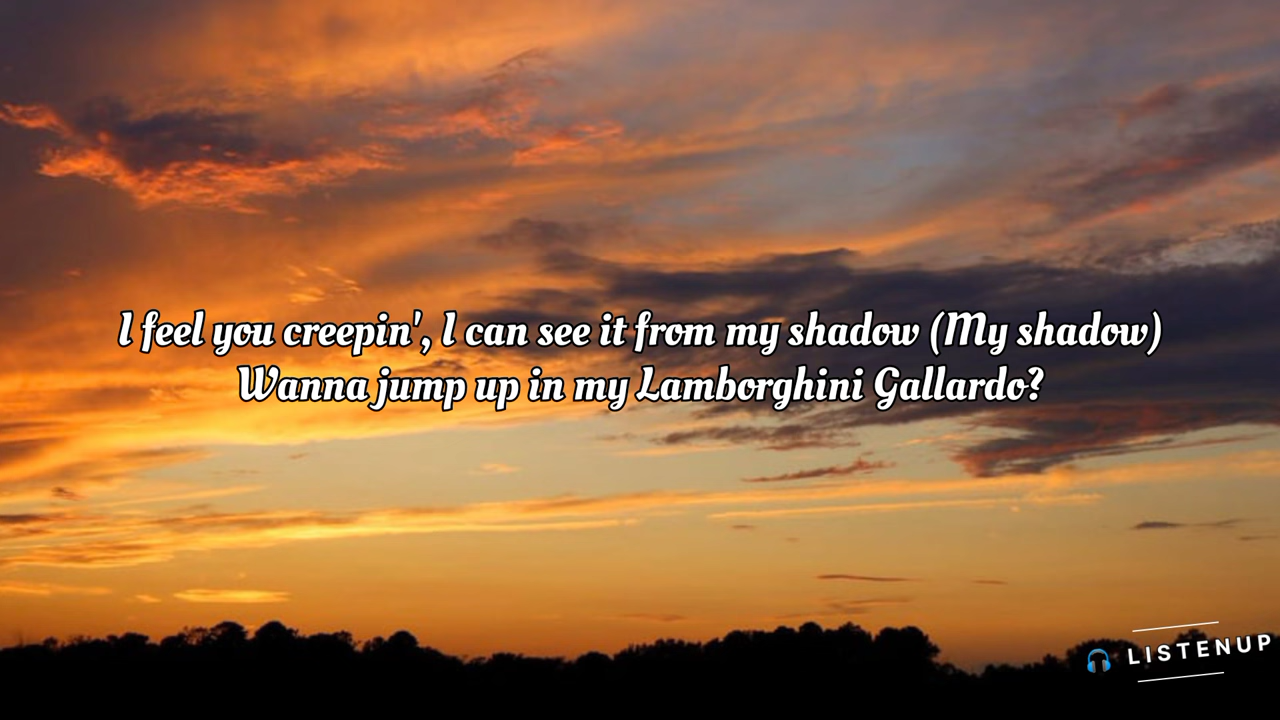 I feel you creepin', I can see it from my shadow (My shadow)
Wanna jump up in my Lamborghini Gallardo?
LISTENUP